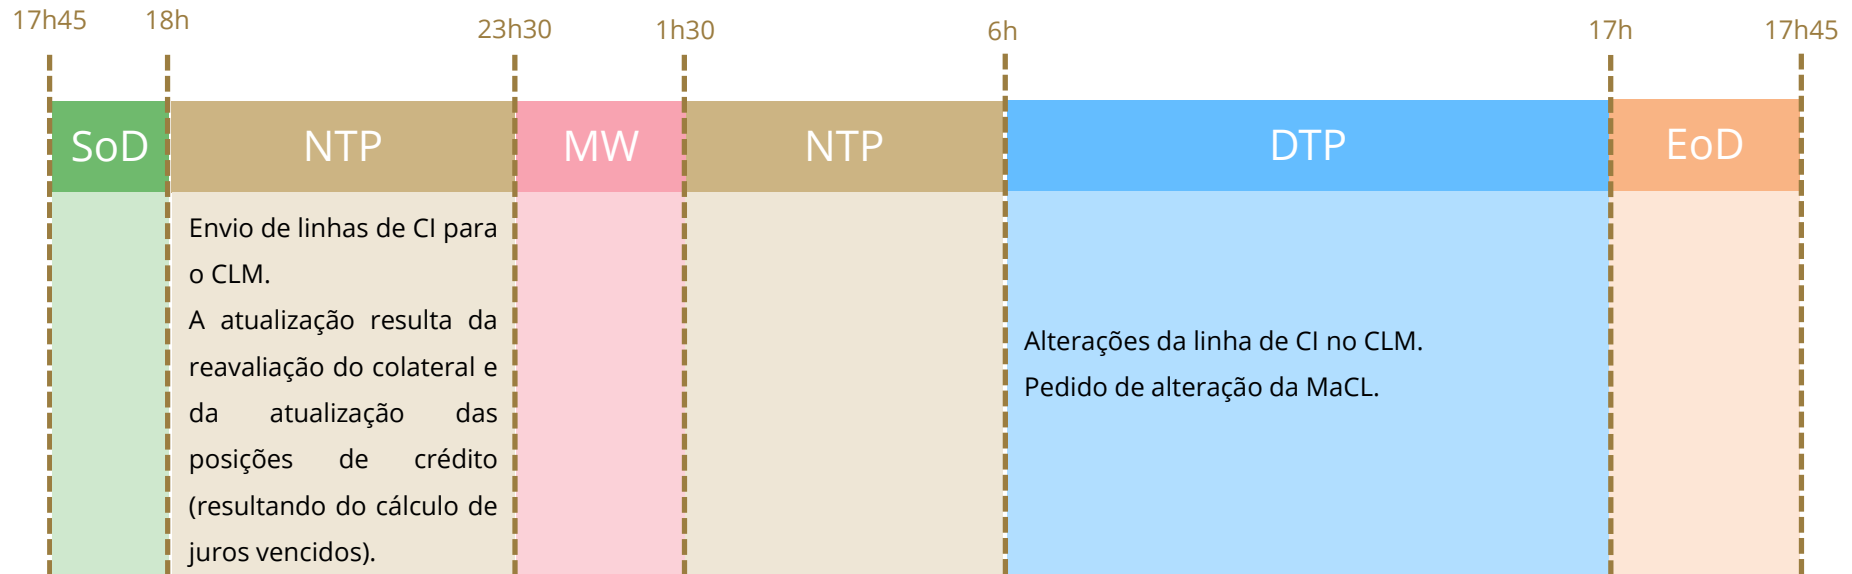 17h45 18h 23h30 1h30 6h 17h 17h45
SoD NTP MW NTP DTP EoD
Envio de linhas de CI para
o CLM.
A atualização resulta da
reavaliação do colateral e
da atualização das
posições de crédito
(resultando do cálculo de
juros vencidos).
Alterações da linha de CI no CLM.
Pedido de alteração da MaCL.